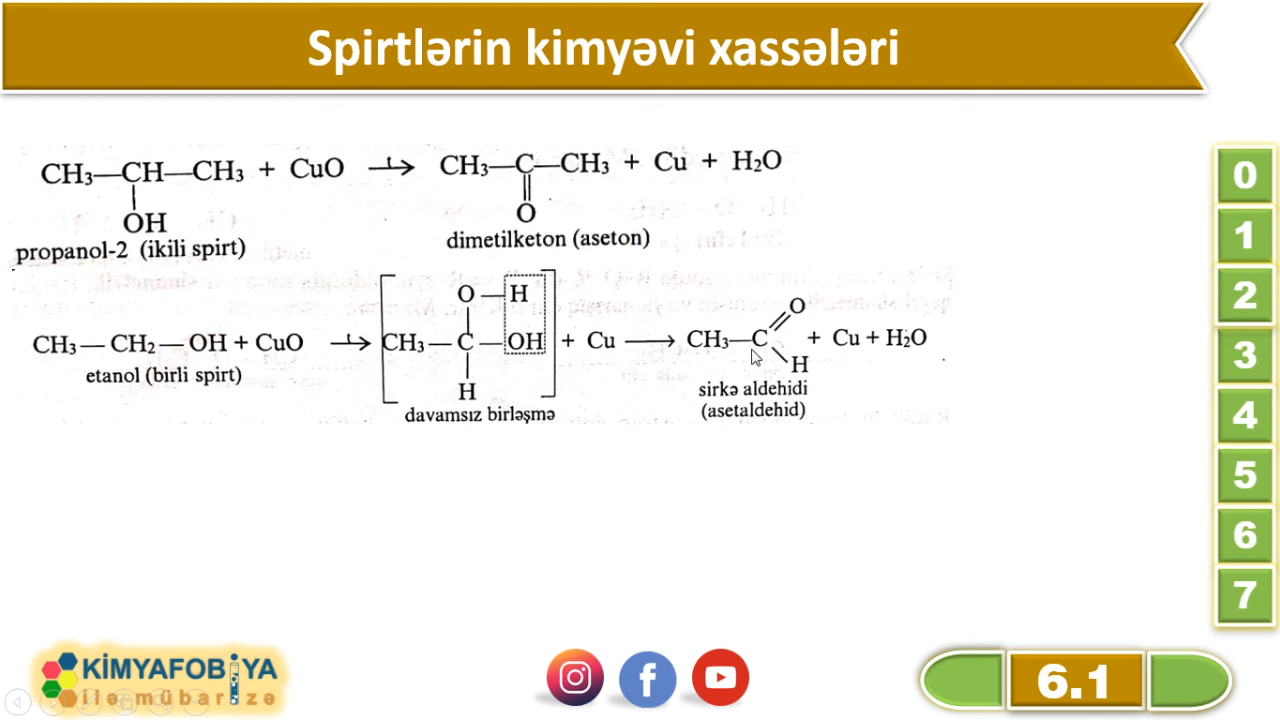 Spirtlərin kimyəvi xassələri
CH₃—CH—CH₃ + CuO —t→ CH₃—C—CH₃ + Cu + H₂O
OH
O
propanol-2 (ikili spirt)
dimetilketon (aseton)
O—H
O
CH₃—CH₂—OH + CuO —t→ CH₃—C—OH + Cu → CH₃—C + Cu + H₂O
H
H
etanol (birli spirt)
davamsız birləşmə
sirkə aldehidi
(asetaldehid)
0
1
2
3
4
5
6
7
KİMYAFOBİYA
ilə mübarizə
6.1